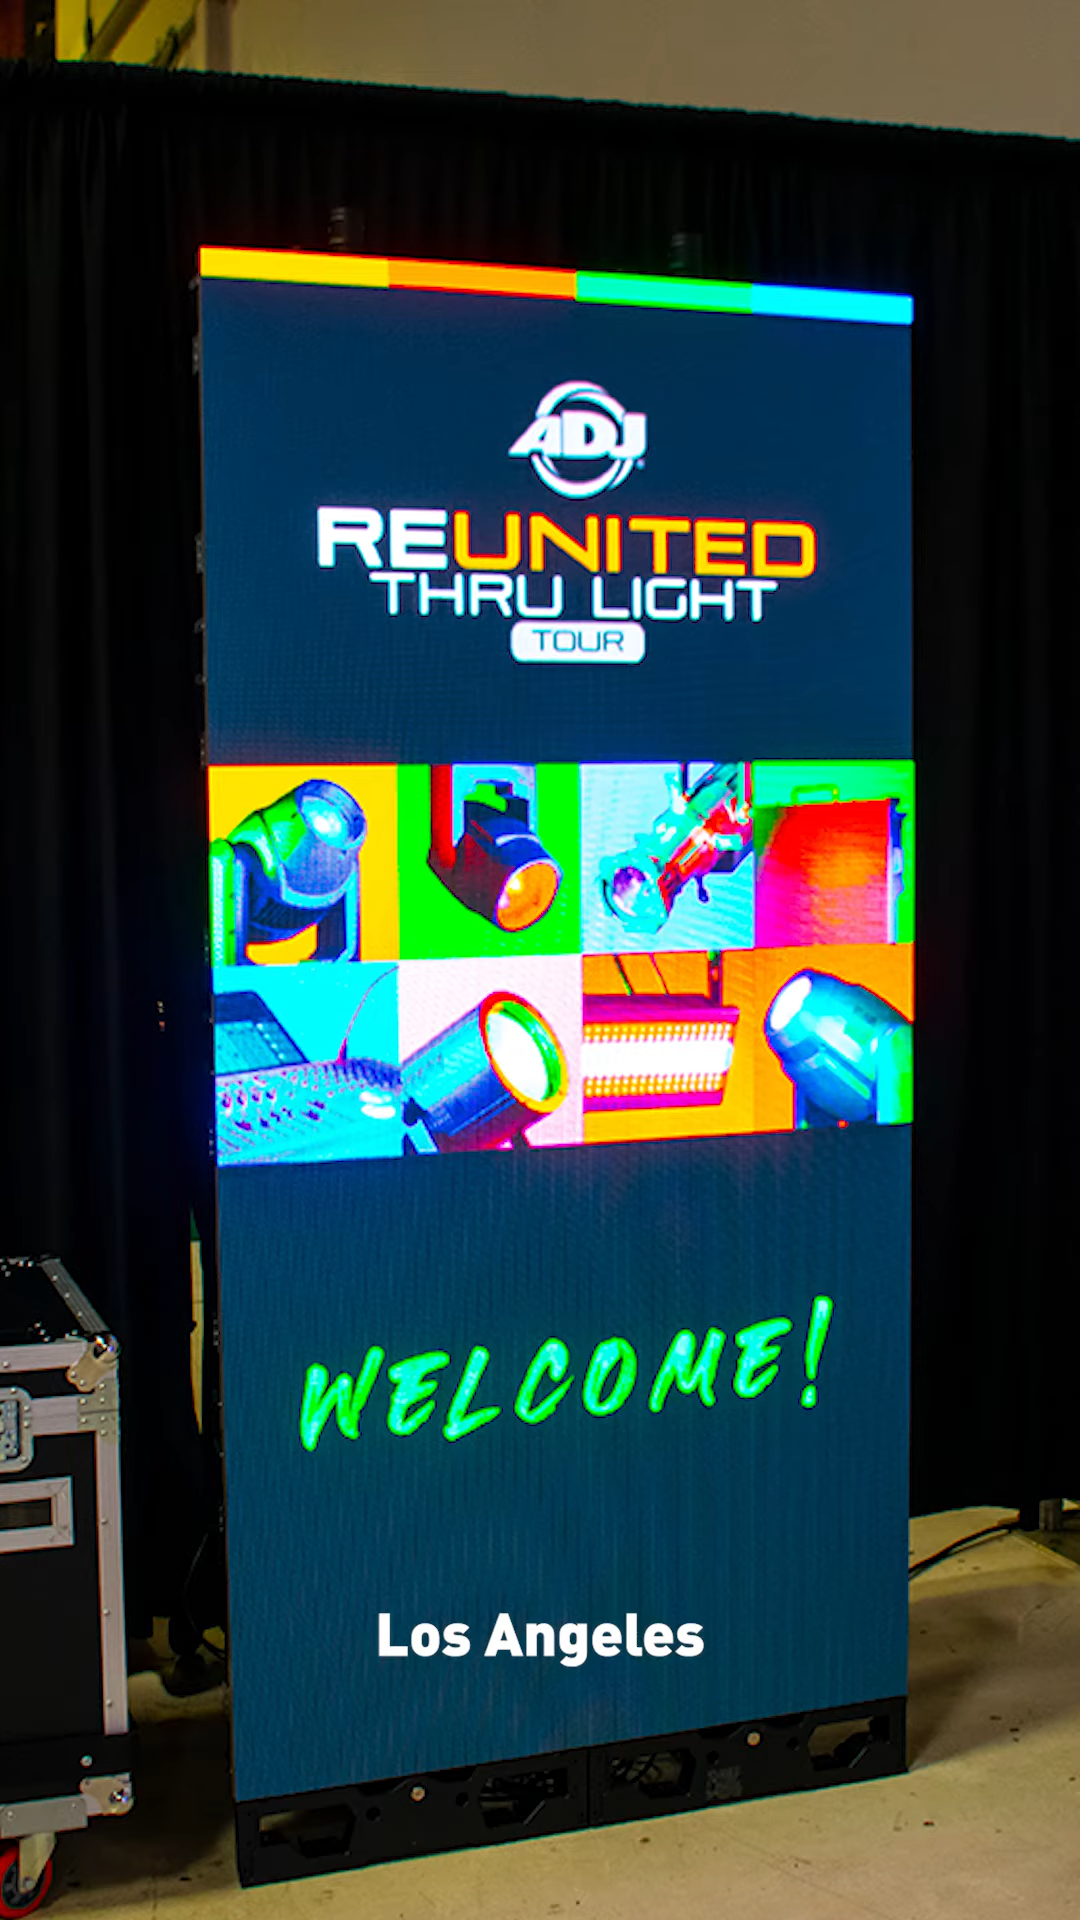 ADJ
REUNITED
THRU LIGHT
TOUR
WELCOME!
Los Angeles